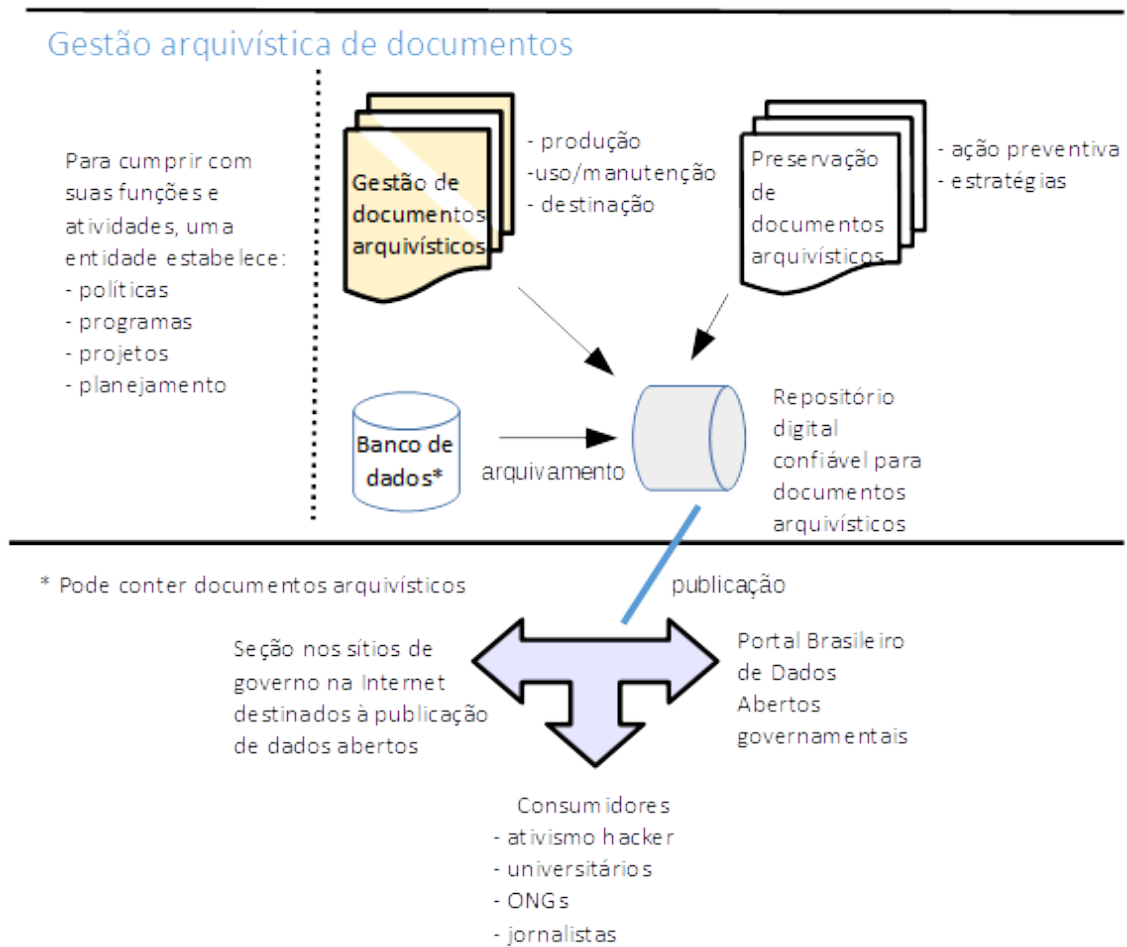 Gestão arquivística de documentos
Para cumprir com
suas funções e
atividades, uma
entidade estabelece:
- políticas
- programas
- projetos
- planejamento
Gestão de
documentos
arquivísticos
- produção
-uso/manutenção
- destinação
Preservação
de
documentos
arquivísticos
- ação preventiva
- estratégias
Banco de
dados*
arquivamento
Repositório
digital
confiável para
documentos
arquivísticos
* Pode conter documentos arquivísticos
publicação
Seção nos sítios de
governo na Internet
destinados à publicação
de dados abertos
Portal Brasileiro
de Dados
Abertos
governamentais
Consumidores
- ativismo hacker
- universitários
- ONGs
- jornalistas